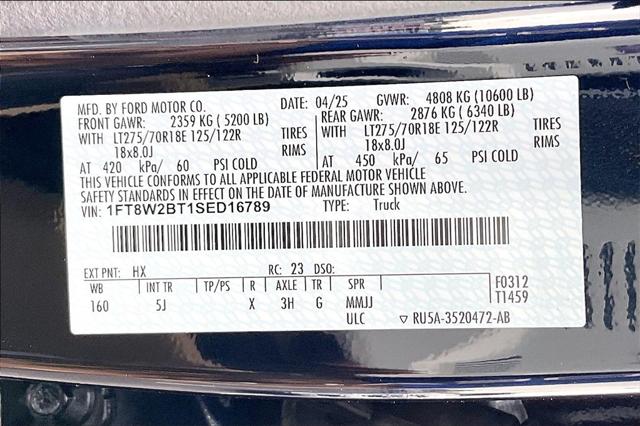 MFD. BY FORD MOTOR CO.
DATE: 04/25 GVWR: 4808 KG (10600 LB)
FRONT GAWR: 2359 KG (5200 LB) REAR GAWR: 2876 KG (6340 LB)
WITH LT275/70R18E 125/122R TIRES LT275/70R18E 125/122R TIRES
18x8.0J RIMS 18x8.0J RIMS
AT 420 kPa/ 60 PSI COLD AT 450 kPa/ 65 PSI COLD
THIS VEHICLE CONFORMS TO ALL APPLICABLE FEDERAL MOTOR VEHICLE
SAFETY STANDARDS IN EFFECT ON THE DATE OF MANUFACTURE SHOWN ABOVE.
VIN: 1FT8W2BT1SED16789 TYPE: Truck
EXT PNT: HX RC: 23 DSO:
WB INT TR TP/PS R AXLE TR SPR F0312
160 5J X 3H G MMJJ T1459
ULC ▽ RU5A-3520472-AB